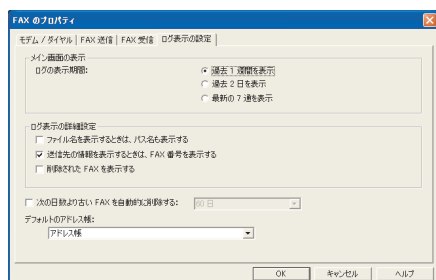 FAX のプロパティ
モデム / ダイヤル | FAX 送信 | FAX 受信 | ログ表示の設定
メイン画面の表示
ログの表示期間:
過去 1 週間を表示
過去 2 日を表示
最新の 7 通を表示
ログ表示の詳細設定
ファイル名を表示するときは、パス名も表示する
送信先の情報を表示するときは、FAX 番号を表示する
削除された FAX を表示する
次の日数より古い FAX を自動的に削除する: 60 日
デフォルトのアドレス帳:
アドレス帳
OK キャンセル ヘルプ